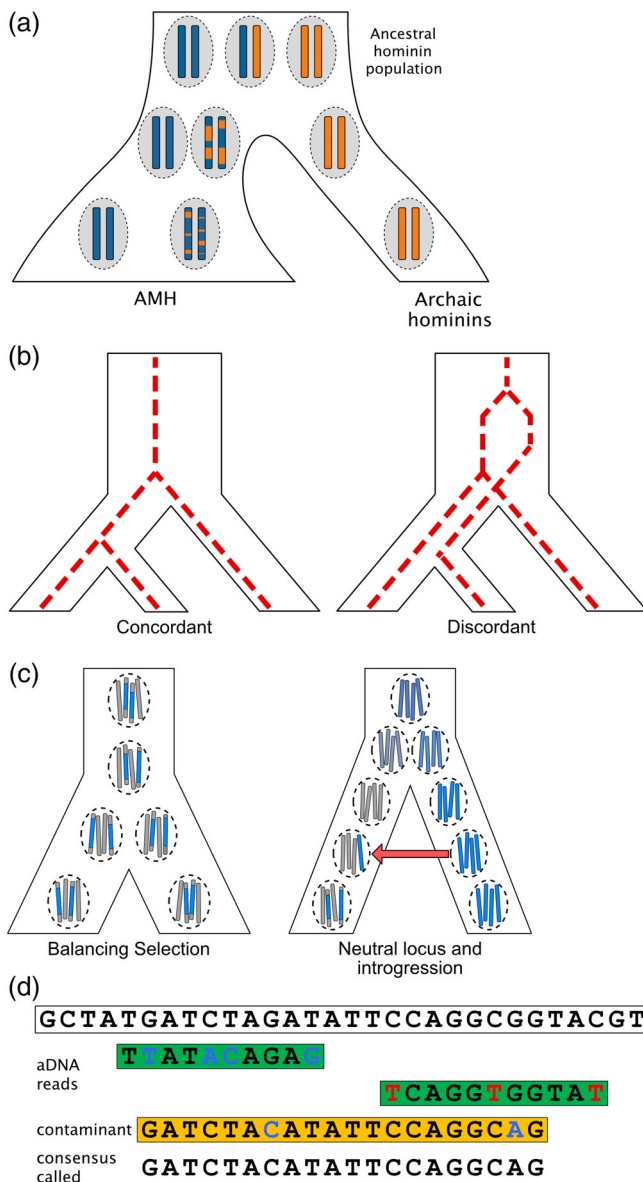 (a)
Ancestral
hominin
population
AMH
Archaic
hominins
(b)
Concordant
Discordant
(c)
Balancing Selection
Neutral locus and
introgression
(d)
GCTATGATCTAGATATTCCAGGCGGTACGT
aDNA
reads
TTATACAGAG
TCAGGTGGTAT
contaminant
GATCTACATATTCCAGGCAG
consensus
called
GATCTACATATTCCAGGCAG